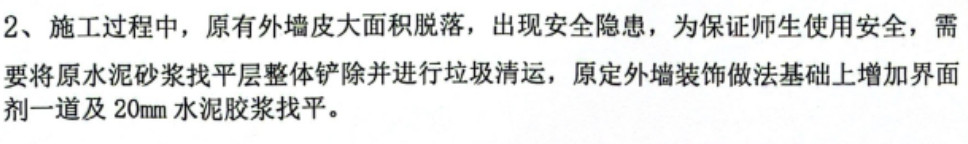 2、施工过程中，原有外墙皮大面积脱落，出现安全隐患，为保证师生使用安全，需
要将原水泥砂浆找平层整体铲除并进行垃圾清运，原定外墙装饰做法基础上增加界面
剂一道及 20mm 水泥胶浆找平。